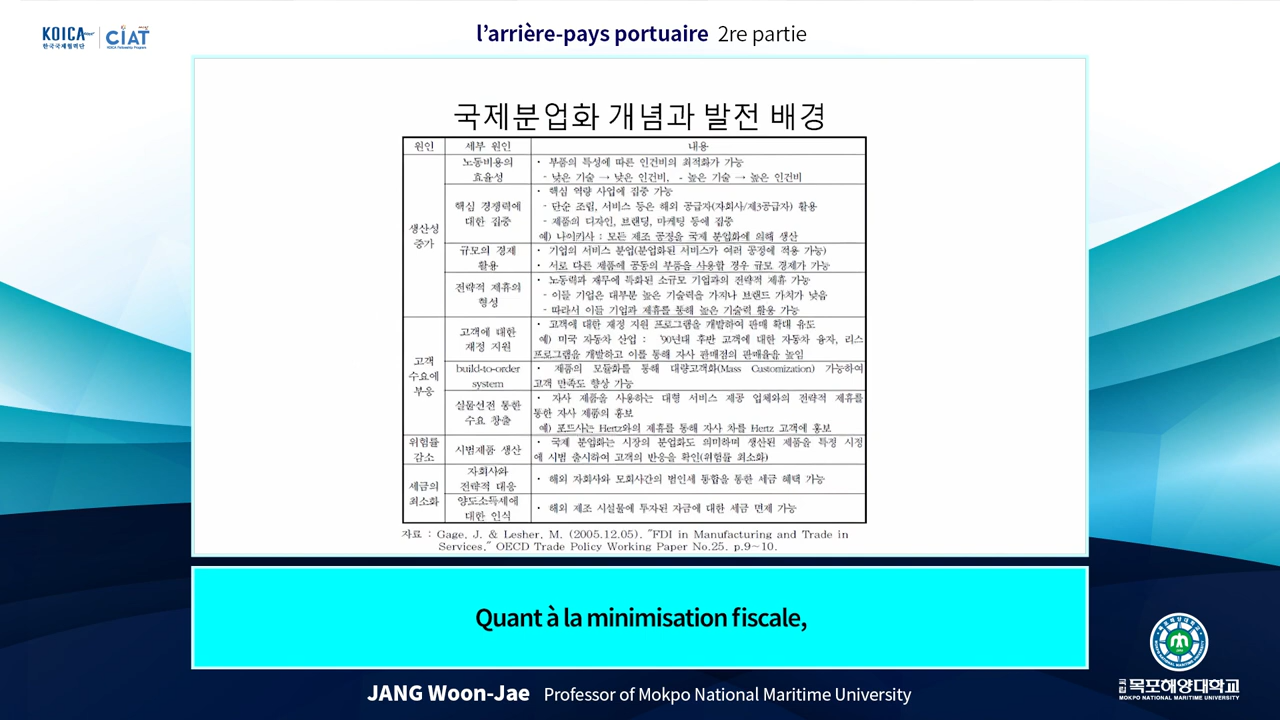 KOICA
한국국제협력단
CIAT
KOICA Fellowship Program
l’arrière-pays portuaire 2re partie
국제분업화 개념과 발전 배경
원인 세부 원인 내용
생산성 증가
노동비용의 효율성
· 부품의 특성에 따른 인건비의 최적화가 능
- 낮은 기술 → 낮은 인건비, - 높은 기술 → 높은 인건비
핵심 경쟁력에 대한 집중
· 핵심 역량 사업에 집중 가능
- 단순 조립, 서비스 등은 해외 공급자(자회사/제3공급자) 활용
- 제품의 디자인, 브랜딩, 마케팅 등에 집중
예) 나이키사 : 모든 제조 공정을 국제 분업화에 의해 생산
규모의 경제 활용
· 기업의 서비스 분업(분업화된 서비스가 여러 공정에 적용 가능)
· 서로 다른 제품에 공동의 부품을 사용할 경우 규모 경제가 가능
전략적 제휴의 형성
· 노동력과 재무에 특화된 소규모 기업과의 전략적 제휴 가능
- 이들 기업은 대부분 높은 기술력을 가지나 브랜드 가치가 낮음
- 따라서 이들 기업과 제휴를 통해 높은 기술력 활용 가능
고객 수요에 부응
고객에 대한 재정 지원
· 고객에 대한 재정 지원 프로그램을 개발하여 판매 확대 유도
예) 미국 자동차 산업 : '90년대 후반 고객에 대한 자동차 융자, 리스
프로그램을 개발하고 이를 통해 자사 판매점의 판매율을 높임
build-to-order system
· 제품의 모듈화를 통해 대량고객화(Mass Customization) 가능하여
고객 만족도 향상 가능
실물선전 통한 수요 창출
· 자사 제품을 사용하는 대형 서비스 제공 업체와의 전략적 제휴를
통한 자사 제품의 홍보
예) 포드사는 Hertz와의 제휴를 통해 자사 차를 Hertz 고객에 홍보
위험률 감소
시범제품 생산
· 국제 분업화는 시장의 분업화도 의미하며 생산된 제품을 특정 시정
에 시범 출시하여 고객의 반응을 확인(위험률 최소화)
세금의 최소화
자회사와 전략적 대응
· 해외 자회사와 모회사간의 법인세 통합을 통한 세금 혜택 가능
양도소득세에 대한 인식
· 해외 제조 시설물에 투자된 자금에 대한 세금 면제 가능
자료 : Gage, J. & Lesher, M. (2005.12.05). "FDI in Manufacturing and Trade in
Services," OECD Trade Policy Working Paper No.25. p.9~10.
Quant à la minimisation fiscale,
JANG Woon-Jae Professor of Mokpo National Maritime University
국립 목포해양대학교
MOKPO NATIONAL MARITIME UNIVERSITY